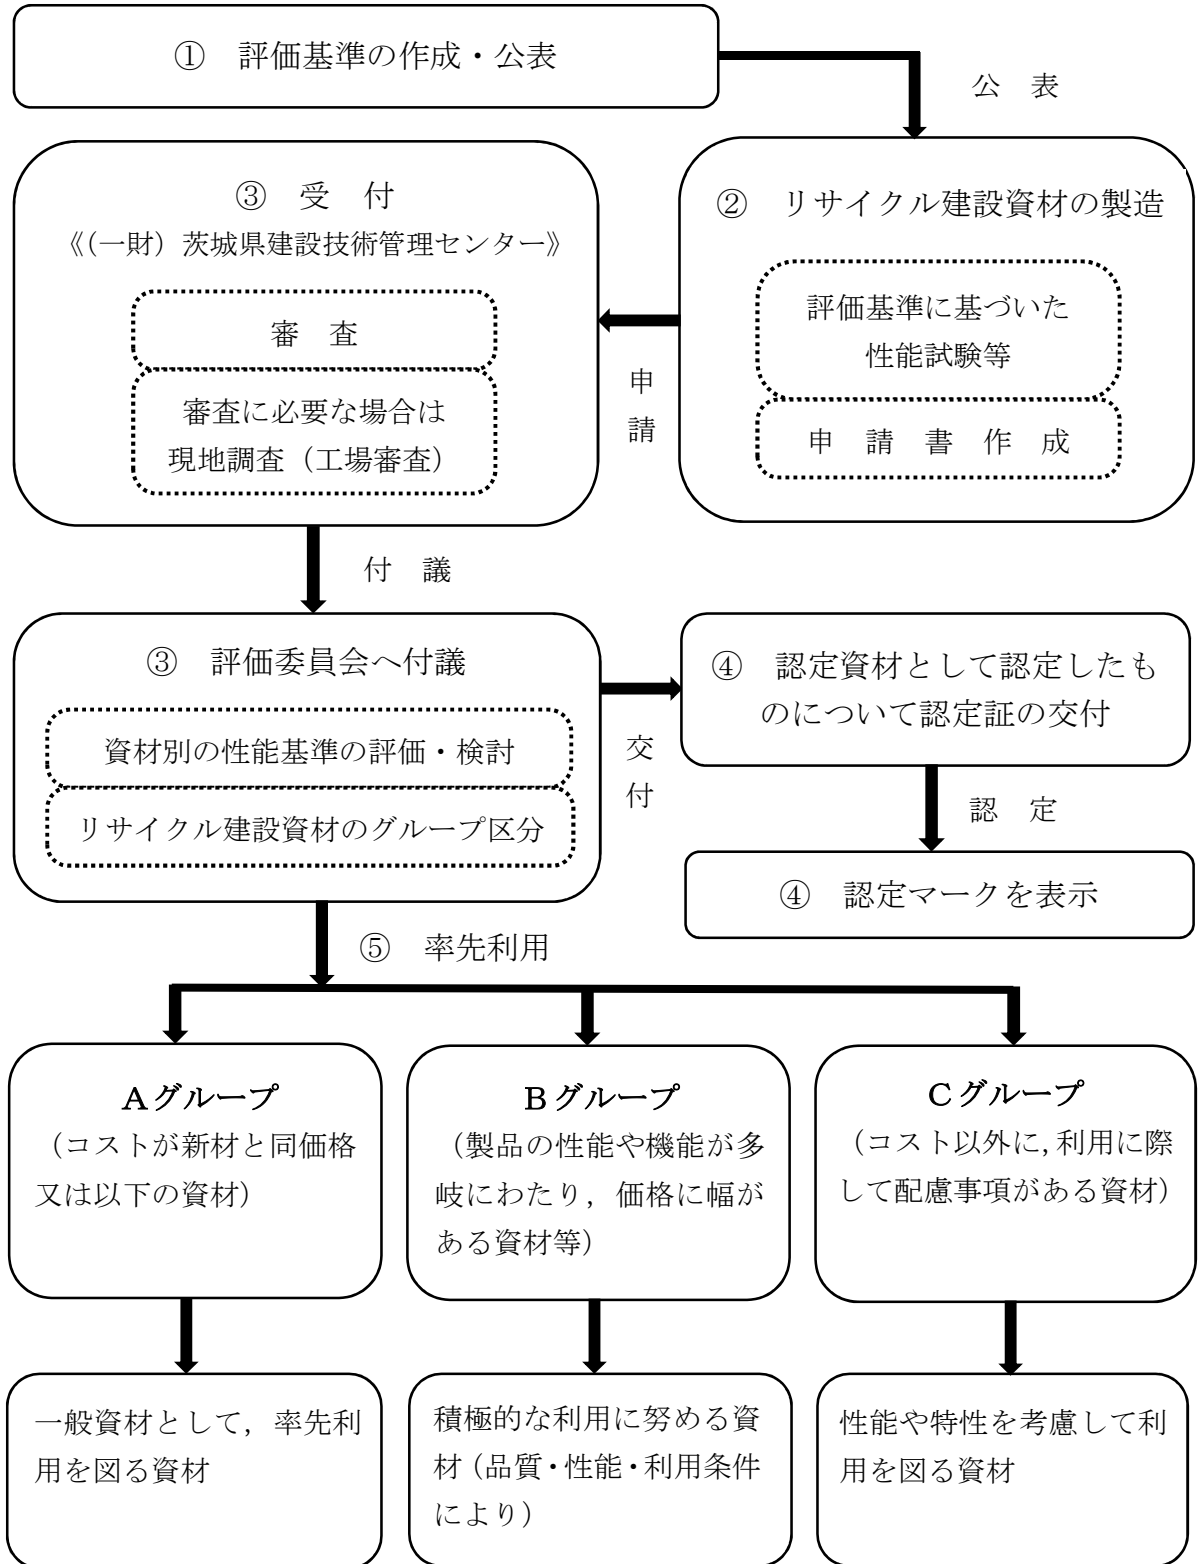 ① 評価基準の作成・公表
公 表
② リサイクル建設資材の製造
評価基準に基づいた
性能試験等
申 請 書 作 成
申
請
③ 受 付
《(一財) 茨城県建設技術管理センター》
審 査
審査に必要な場合は
現地調査（工場審査）
付 議
③ 評価委員会へ付議
資材別の性能基準の評価・検討
リサイクル建設資材のグループ区分
交
付
④ 認定資材として認定したも
のについて認定証の交付
認 定
④ 認定マークを表示
⑤ 率先利用
Ａグループ
（コストが新材と同価格
又は以下の資材）
Ｂグループ
（製品の性能や機能が多
岐にわたり，価格に幅が
ある資材等）
Ｃグループ
（コスト以外に,利用に際
して配慮事項がある資材）
一般資材として，率先利
用を図る資材
積極的な利用に努める資
材（品質・性能・利用条件
により）
性能や特性を考慮して利
用を図る資材